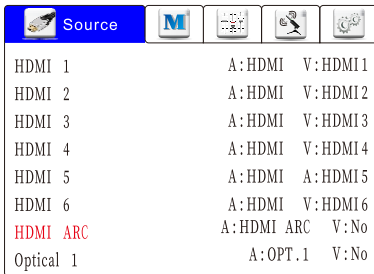 Source M
HDMI 1 A:HDMI V:HDMI1
HDMI 2 A:HDMI V:HDMI2
HDMI 3 A:HDMI V:HDMI3
HDMI 4 A:HDMI V:HDMI4
HDMI 5 A:HDMI A:HDMI5
HDMI 6 A:HDMI V:HDMI6
HDMI ARC A:HDMI ARC V:No
Optical 1 A:OPT.1 V:No